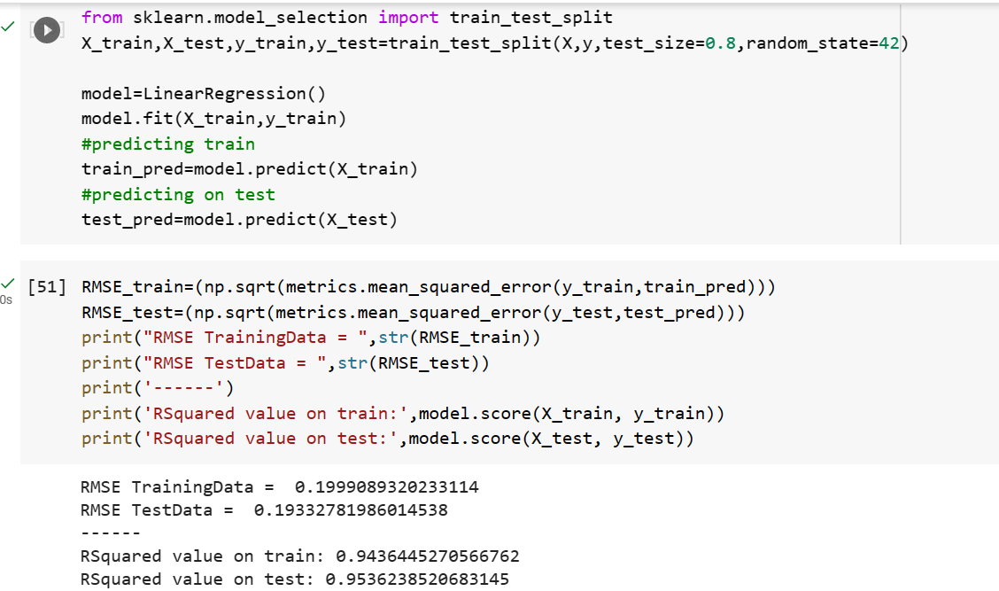 from sklearn.model_selection import train_test_split
X_train,X_test,y_train,y_test=train_test_split(X,y,test_size=0.8,random_state=42)
model=LinearRegression()
model.fit(X_train,y_train)
#predicting train
train_pred=model.predict(X_train)
#predicting on test
test_pred=model.predict(X_test)
[51] RMSE_train=(np.sqrt(metrics.mean_squared_error(y_train,train_pred)))
0s RMSE_test=(np.sqrt(metrics.mean_squared_error(y_test,test_pred)))
print("RMSE TrainingData = ",str(RMSE_train))
print("RMSE TestData = ",str(RMSE_test))
print('------')
print('RSquared value on train:',model.score(X_train, y_train))
print('RSquared value on test:',model.score(X_test, y_test))
RMSE TrainingData =  0.1999089320233114
RMSE TestData =  0.19332781986014538
------
RSquared value on train: 0.9436445270566762
RSquared value on test: 0.9536238520683145